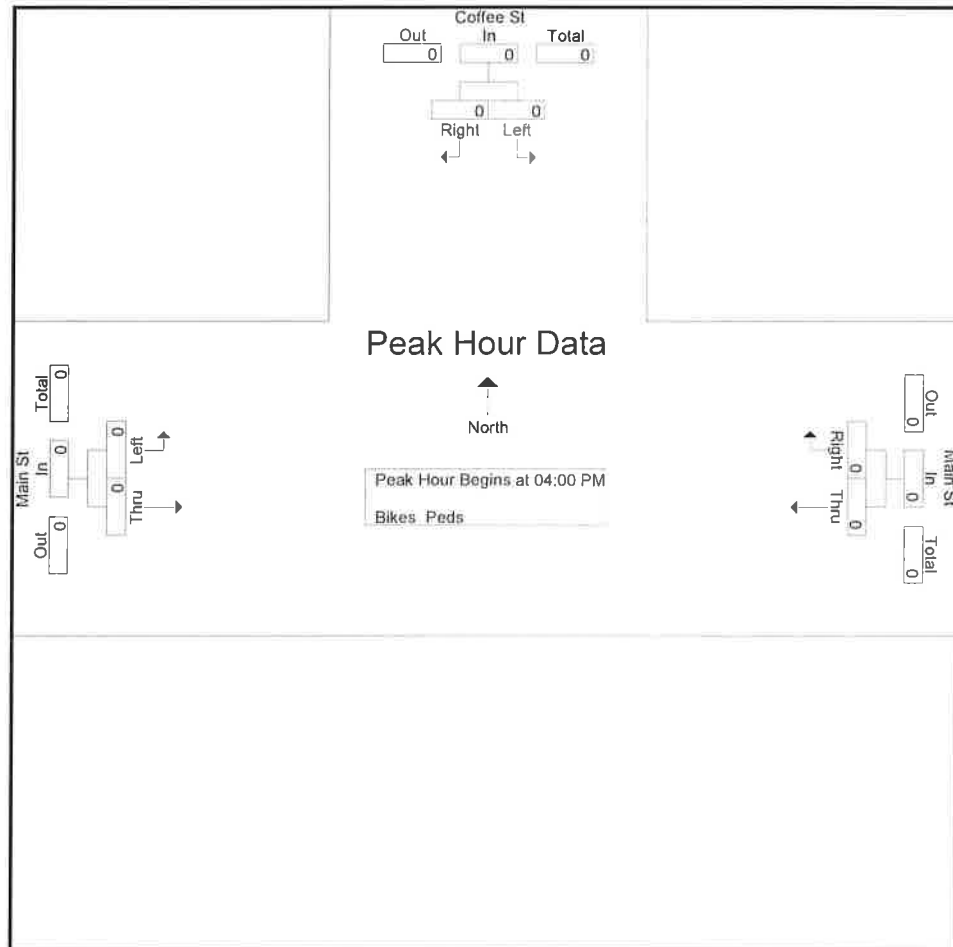 Coffee St
Out In Total
0 0 0
0 0
Right Left
Peak Hour Data
North
Peak Hour Begins at 04:00 PM
Bikes Peds
Main St
Out In Total
0 0 0
0 0
Left Thru
Main St
Out In Total
0 0 0
0 0
Right Thru